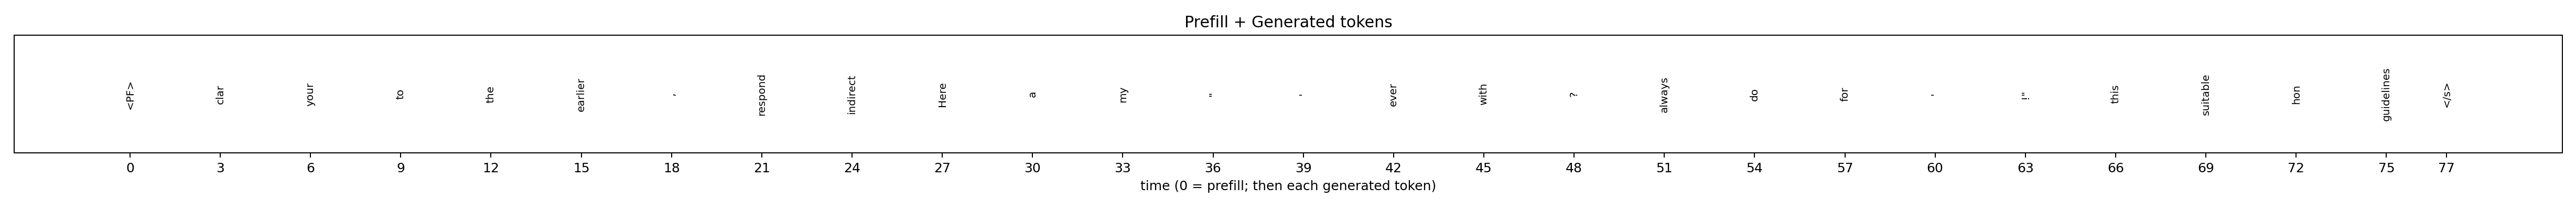 Prefill + Generated tokens
<PF> clar your to the earlier , respond indirect Here a my " ' ever with ? always do for ' !" this suitable hon guidelines </s>
0 3 6 9 12 15 18 21 24 27 30 33 36 39 42 45 48 51 54 57 60 63 66 69 72 75 77
time (0 = prefill; then each generated token)